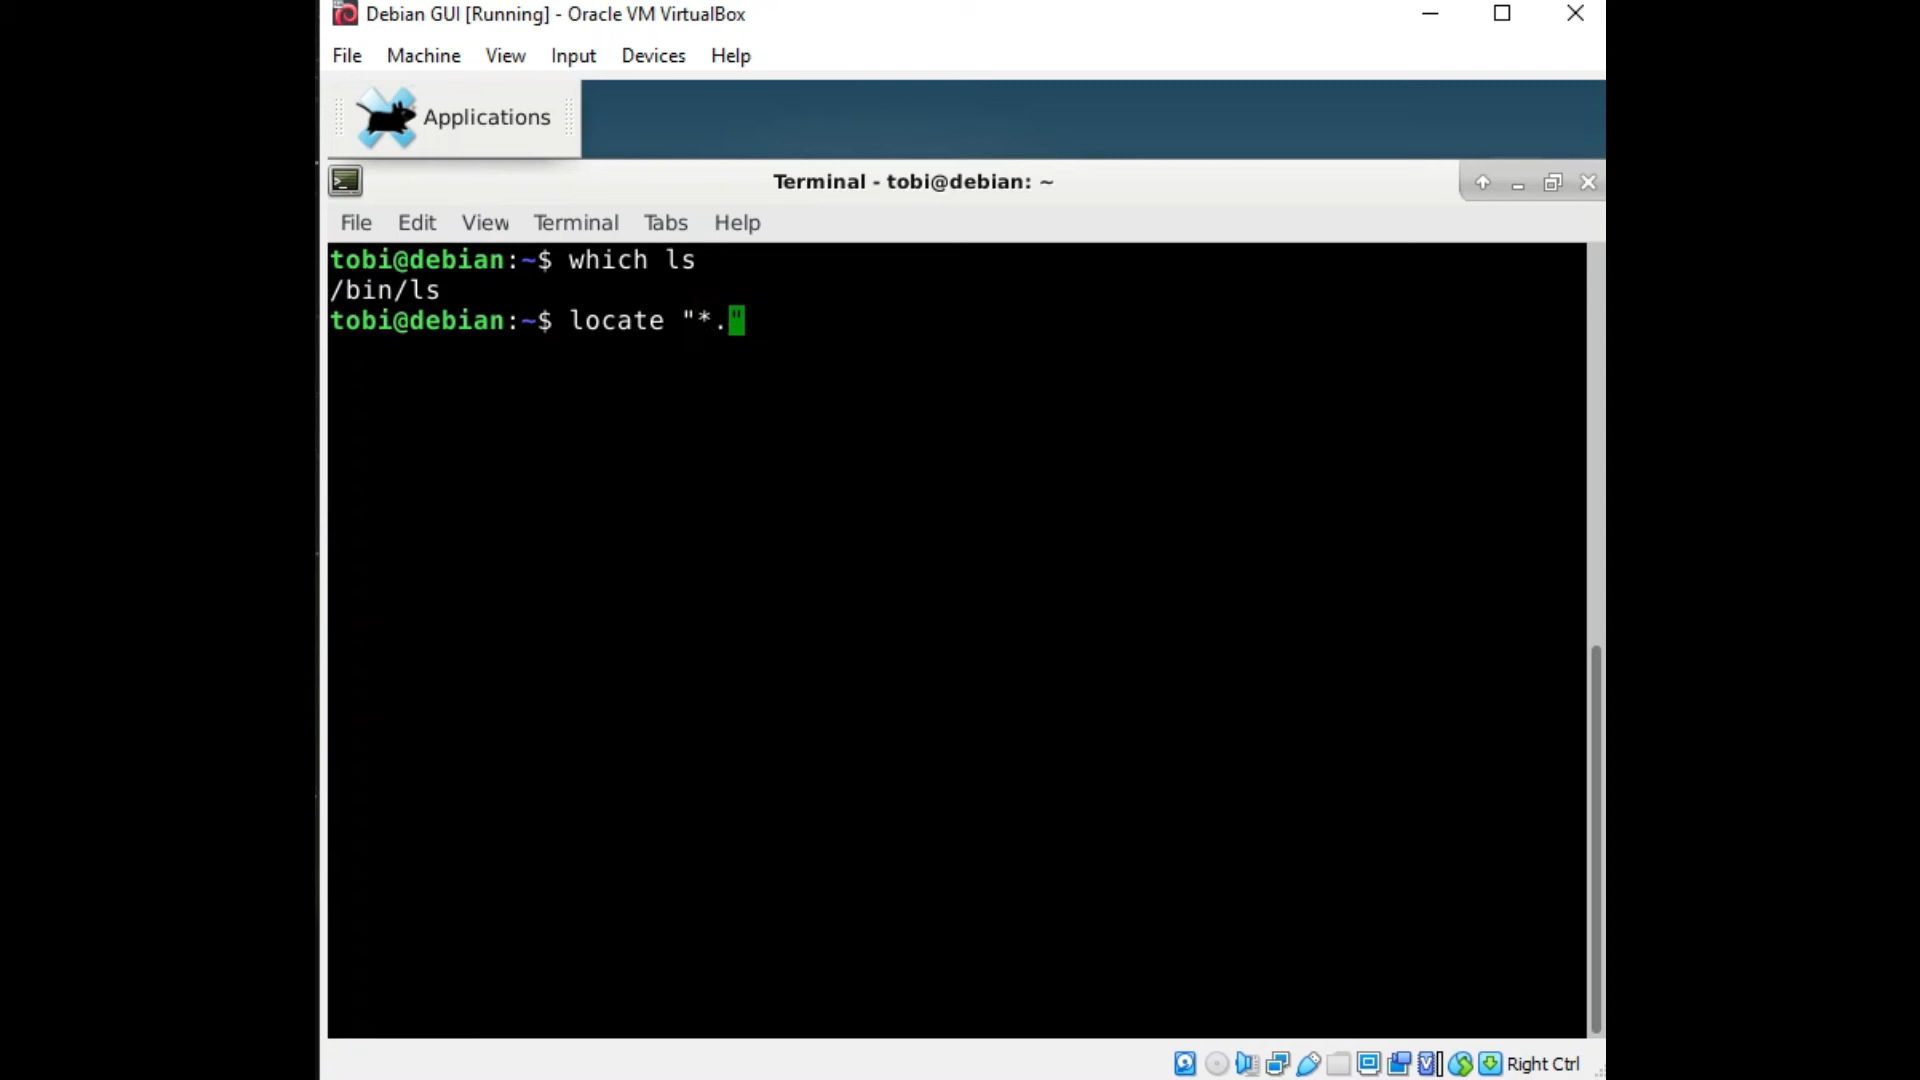 Debian GUI [Running] - Oracle VM VirtualBox
File Machine View Input Devices Help
Applications
Terminal - tobi@debian: ~
File Edit View Terminal Tabs Help
tobi@debian:~$ which ls
/bin/ls
tobi@debian:~$ locate "*."
Right Ctrl